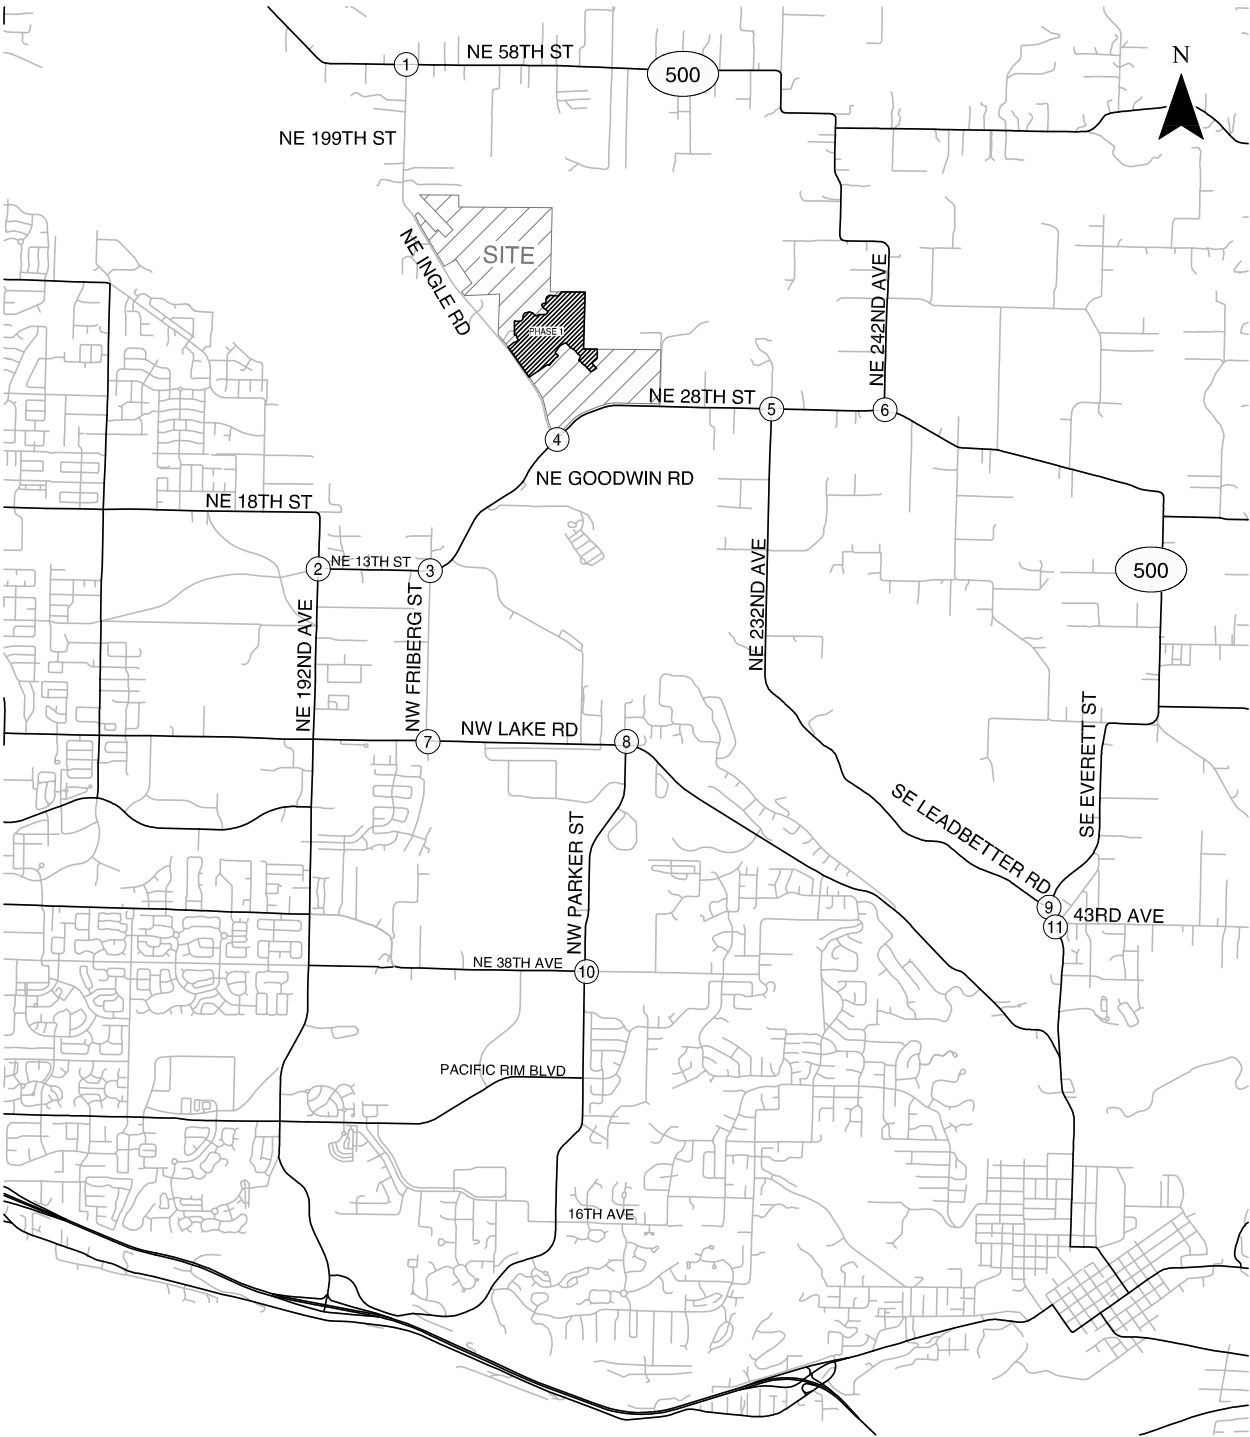 NE 58TH ST
1
500
N
NE 199TH ST
NE INGLE RD
SITE
PHASE 1
NE 242ND AVE
NE 28TH ST
5
6
4
NE GOODWIN RD
NE 18TH ST
2
NE 13TH ST
3
500
NE 192ND AVE
NW FRIBERG ST
NE 232ND AVE
7
NW LAKE RD
8
SE EVERETT ST
SE LEADBETTER RD
NW PARKER ST
9
11
43RD AVE
NE 38TH AVE
10
PACIFIC RIM BLVD
16TH AVE